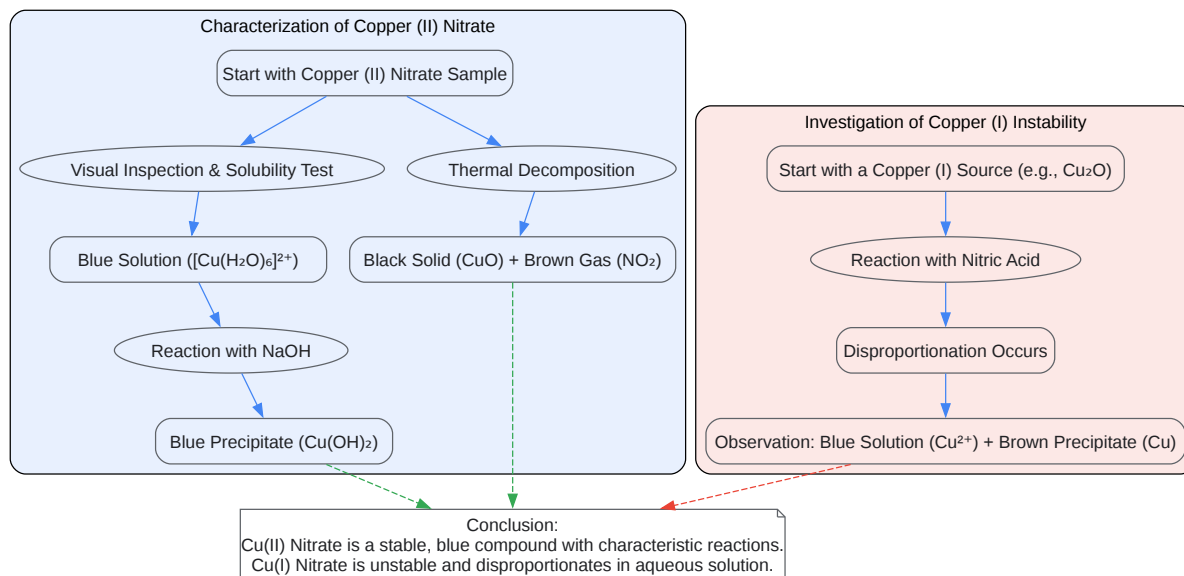 Characterization of Copper (II) Nitrate
Start with Copper (II) Nitrate Sample
Visual Inspection & Solubility Test
Thermal Decomposition
Blue Solution ([Cu(H₂O)₆]²⁺)
Black Solid (CuO) + Brown Gas (NO₂)
Reaction with NaOH
Blue Precipitate (Cu(OH)₂)
Investigation of Copper (I) Instability
Start with a Copper (I) Source (e.g., Cu₂O)
Reaction with Nitric Acid
Disproportionation Occurs
Observation: Blue Solution (Cu²⁺) + Brown Precipitate (Cu)
Conclusion:
Cu(II) Nitrate is a stable, blue compound with characteristic reactions.
Cu(I) Nitrate is unstable and disproportionates in aqueous solution.